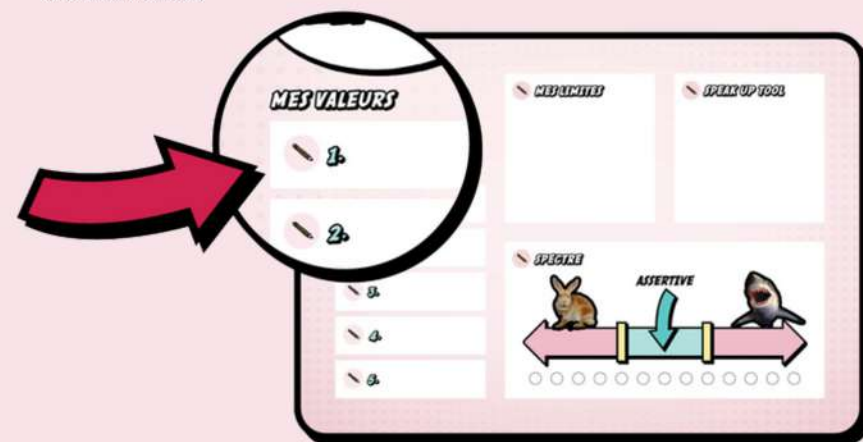 MES VALEURS
1.
2.
3.
4.
5.
MES LIMITES
SPEAK UP TOOL
SPECTRE
ASSERTIVE